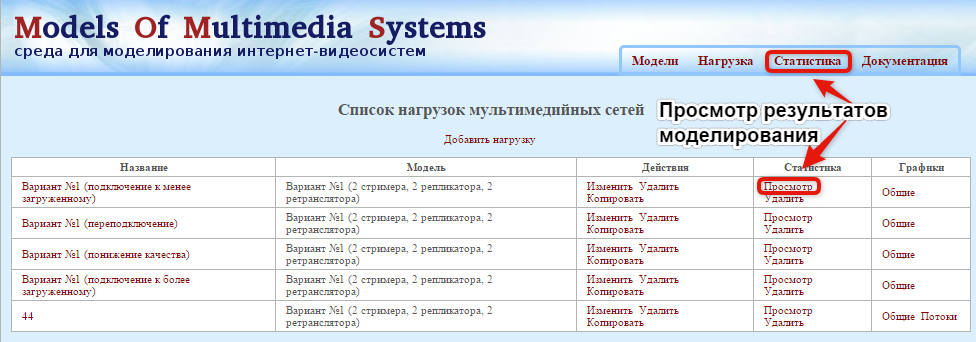 Models Of Multimedia Systems
среда для моделирования интернет-видеосистем
Модели Нагрузка Статистика Документация
Список нагрузок мультимедийных сетей
Просмотр результатов
моделирования
Добавить нагрузку
Название Модель Действия Статистика Графики
Вариант №1 (подключение к менее
загруженному)
Вариант №1 (2 стримера, 2 репликатора, 2
ретранслятора)
Изменить Удалить
Копировать
Просмотр
Удалить
Общие
Вариант №1 (переподключение)
Вариант №1 (2 стримера, 2 репликатора, 2
ретранслятора)
Изменить Удалить
Копировать
Просмотр
Удалить
Общие
Вариант №1 (понижение качества)
Вариант №1 (2 стримера, 2 репликатора, 2
ретранслятора)
Изменить Удалить
Копировать
Просмотр
Удалить
Общие
Вариант №1 (подключение к более
загруженному)
Вариант №1 (2 стримера, 2 репликатора, 2
ретранслятора)
Изменить Удалить
Копировать
Просмотр
Удалить
Общие
44
Вариант №1 (2 стримера, 2 репликатора, 2
ретранслятора)
Изменить Удалить
Копировать
Просмотр
Удалить
Общие Потоки